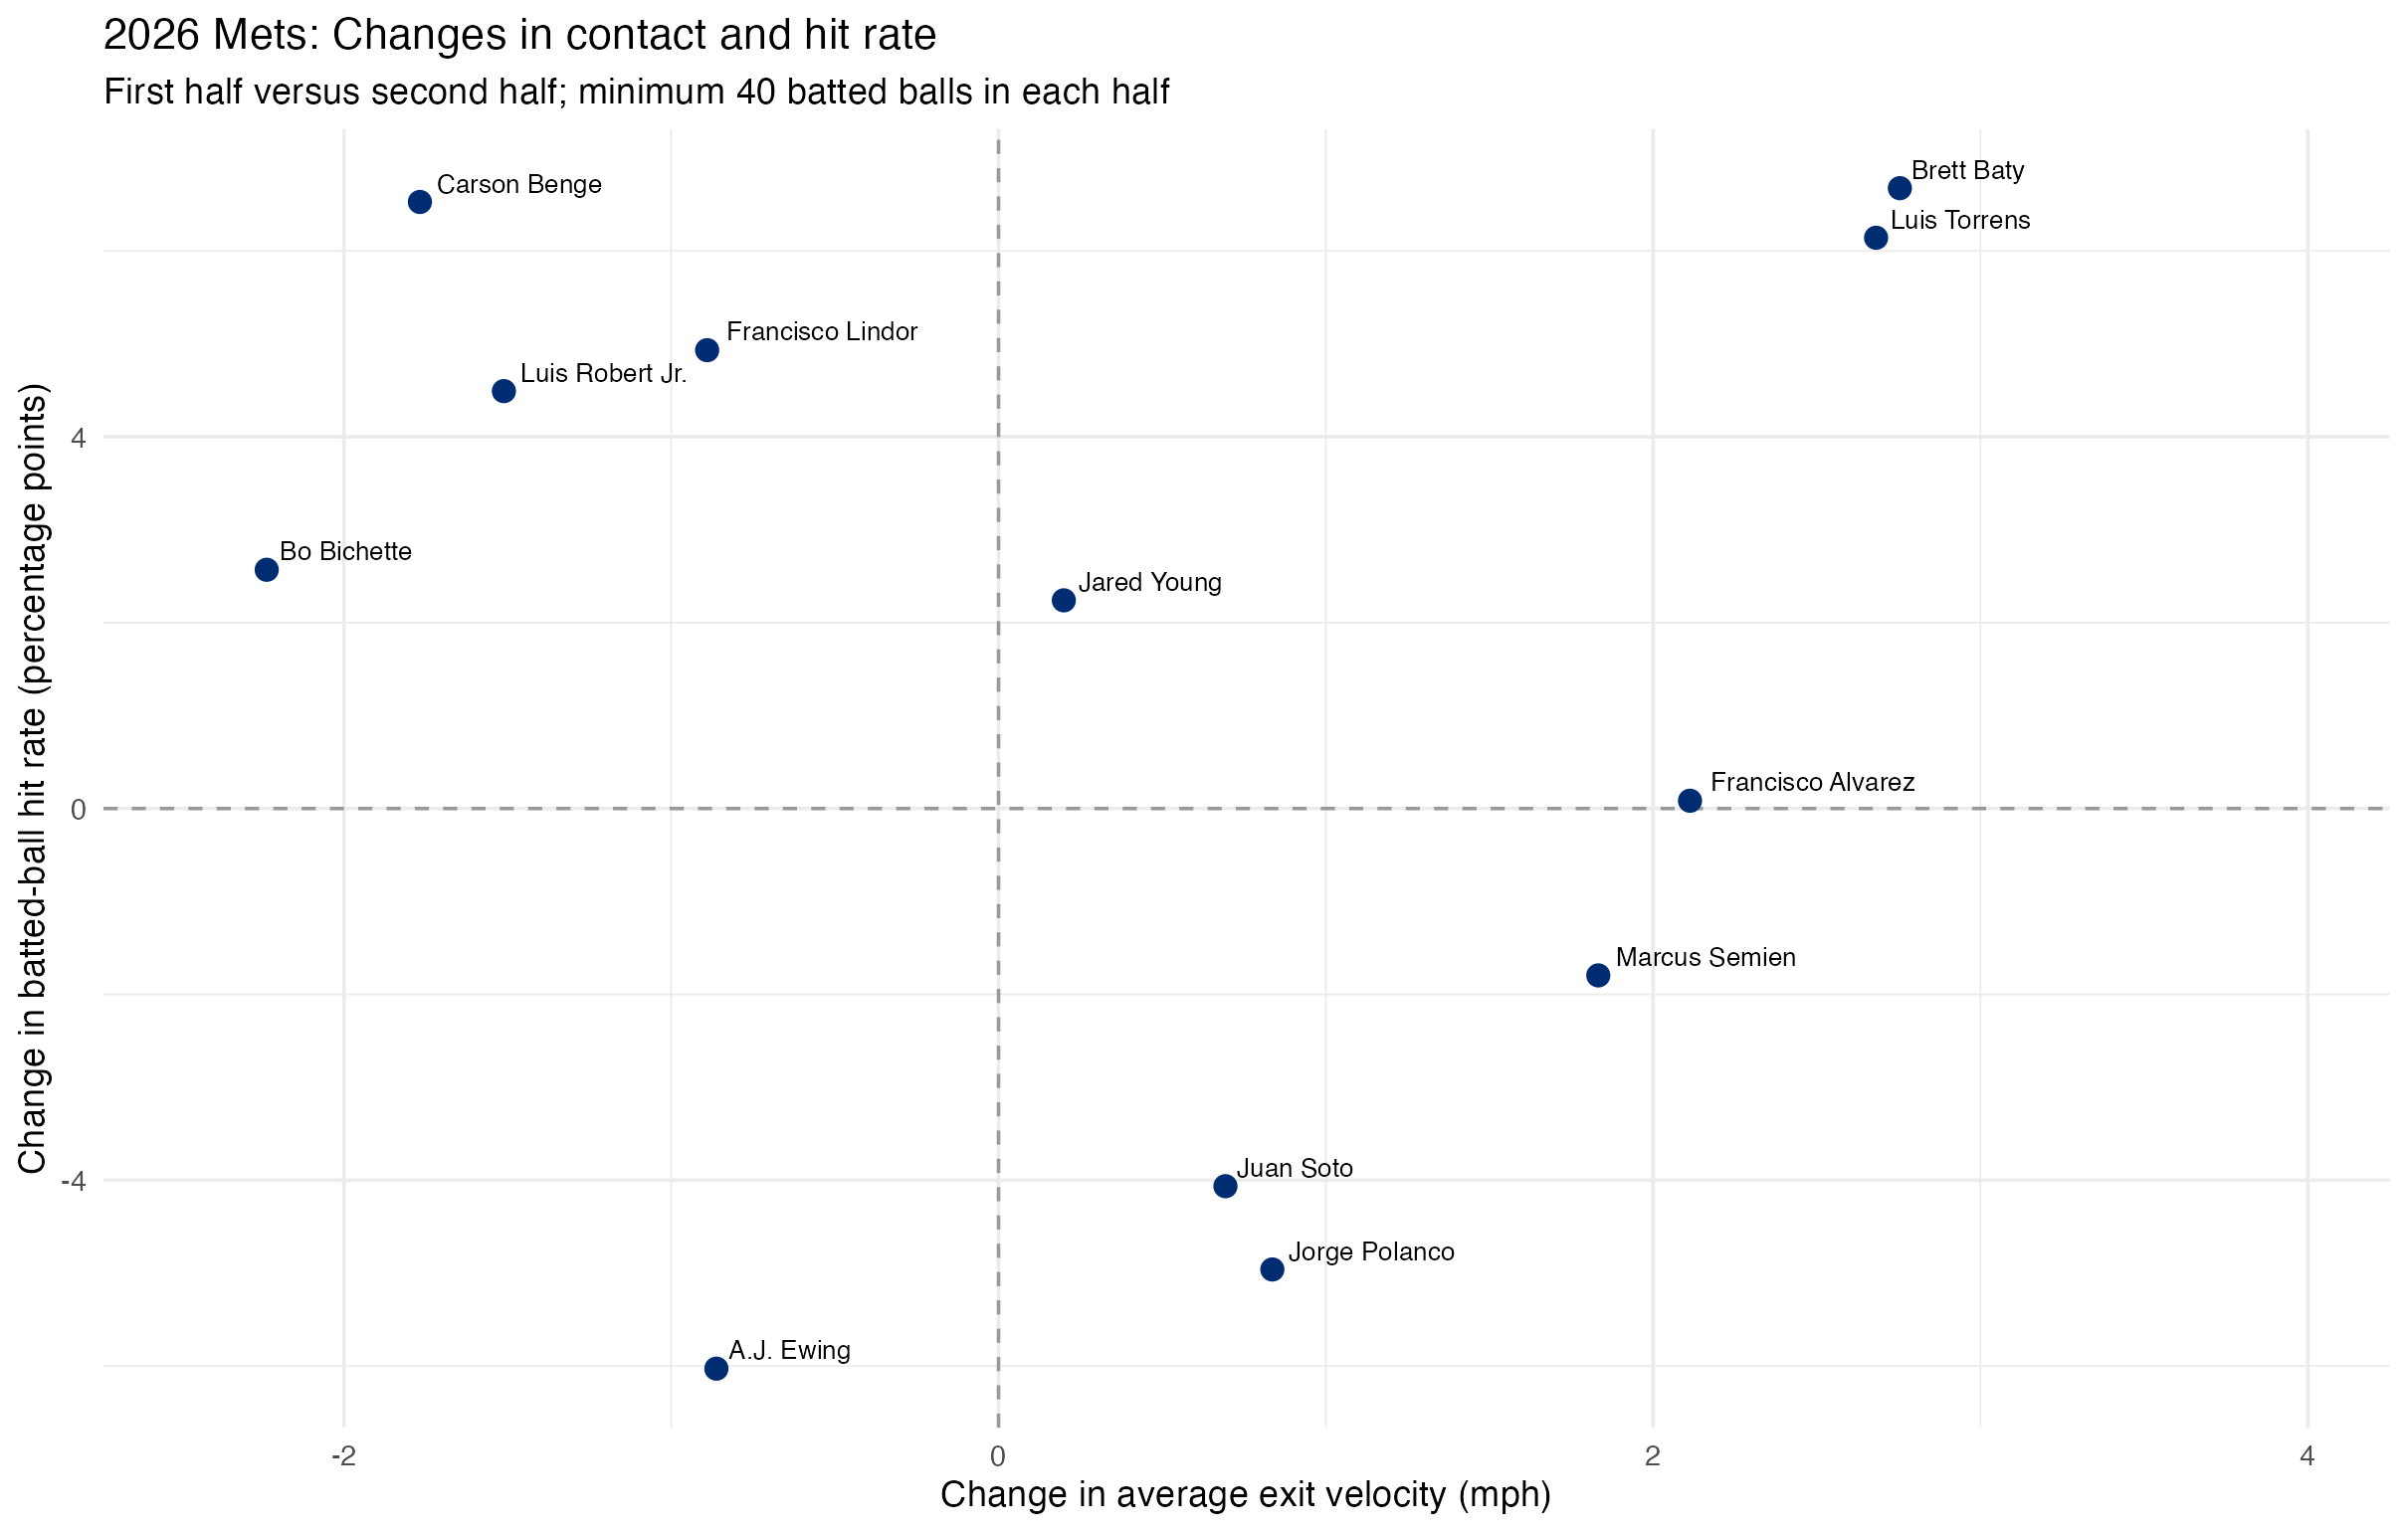 2026 Mets: Changes in contact and hit rate
First half versus second half; minimum 40 batted balls in each half
Change in batted-ball hit rate (percentage points)
Brett Baty
Carson Benge
Luis Torrens
Francisco Lindor
Luis Robert Jr.
4
Bo Bichette
Jared Young
Francisco Alvarez
0
Marcus Semien
Juan Soto
-4
Jorge Polanco
A.J. Ewing
-2 0 2 4
Change in average exit velocity (mph)